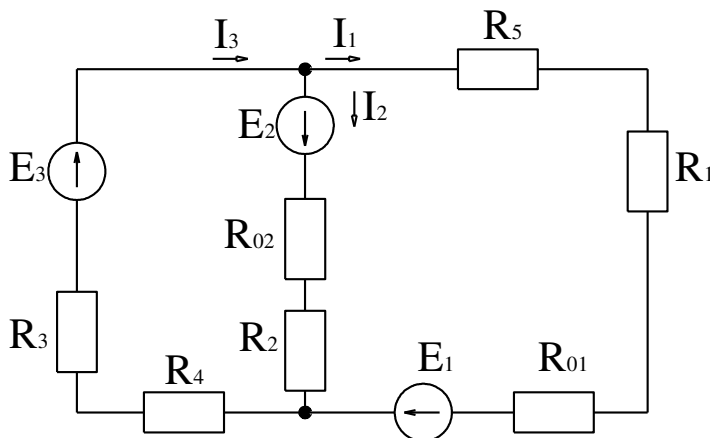 I₃
I₁
R₅
I₂
E₂
E₃
R₁
R₀₂
R₃
R₂
R₄
E₁
R₀₁